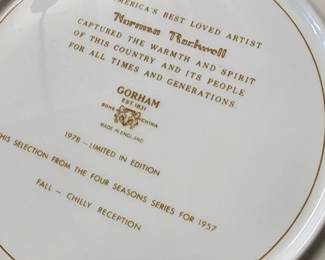 AMERICA'S BEST LOVED ARTIST
Norman Rockwell
CAPTURED THE WARMTH AND SPIRIT
OF THIS COUNTRY AND ITS PEOPLE
FOR ALL TIMES AND GENERATIONS.
GORHAM
EST 1831
BONE CHINA
MADE IN ENGLAND
1978 – LIMITED IN EDITION
THIS SELECTION FROM THE FOUR SEASONS SERIES FOR 1957
FALL ~ CHILLY RECEPTION